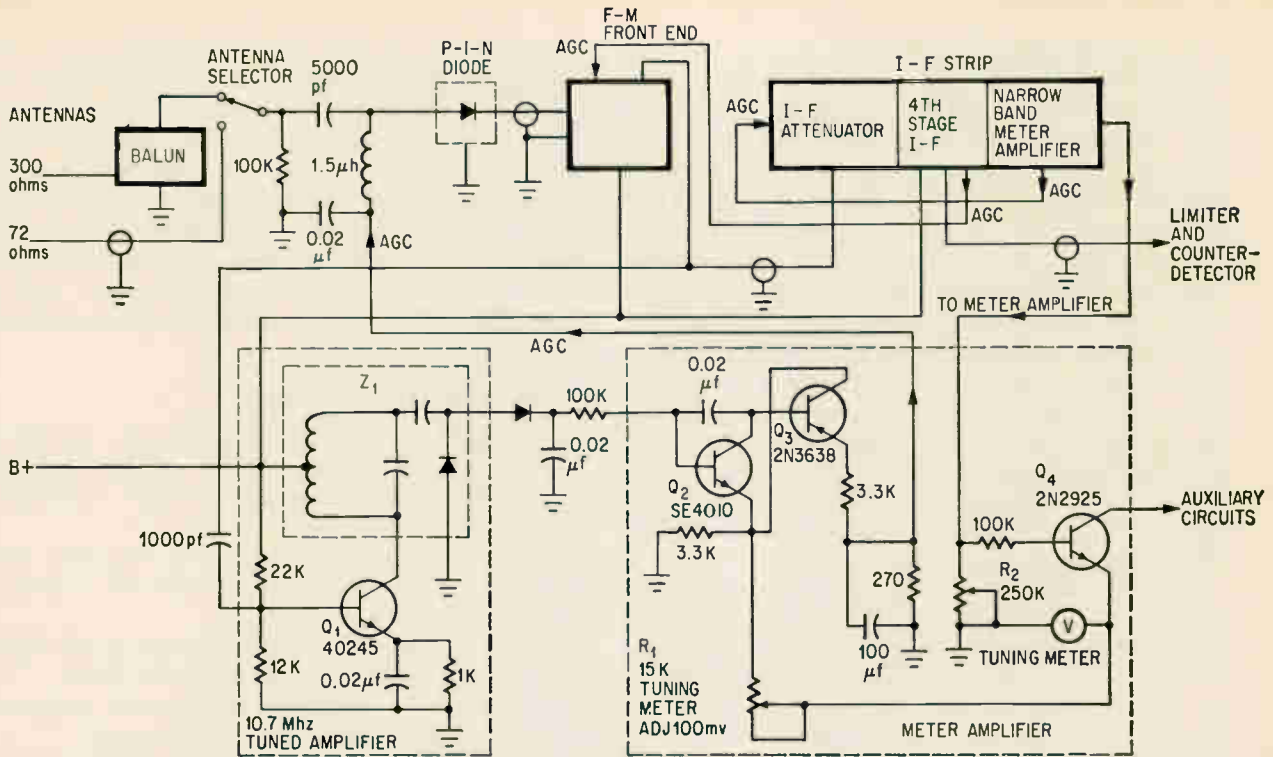 F-M
FRONT END
AGC
P-I-N
DIODE
ANTENNA
SELECTOR
5000
pf
I-F STRIP
ANTENNAS
BALUN
300
ohms
72
ohms
100K
1.5μh
0.02
μf
AGC
AGC
I-F
ATTENUATOR
4TH
STAGE
I-F
NARROW
BAND
METER
AMPLIFIER
AGC
AGC
LIMITER
AND
COUNTER-
DETECTOR
TO METER AMPLIFIER
AGC
Z1
B+
1000pf
22K
12K
Q1
40245
0.02μf
1K
10.7 Mhz
TUNED AMPLIFIER
100K
0.02
μf
0.02
μf
Q2
SE4010
Q3
2N3638
3.3K
3.3K
270
100
μf
R1
15K
TUNING
METER
ADJ100mv
100K
R2
250K
Q4
2N2925
AUXILIARY
CIRCUITS
V
TUNING METER
METER AMPLIFIER